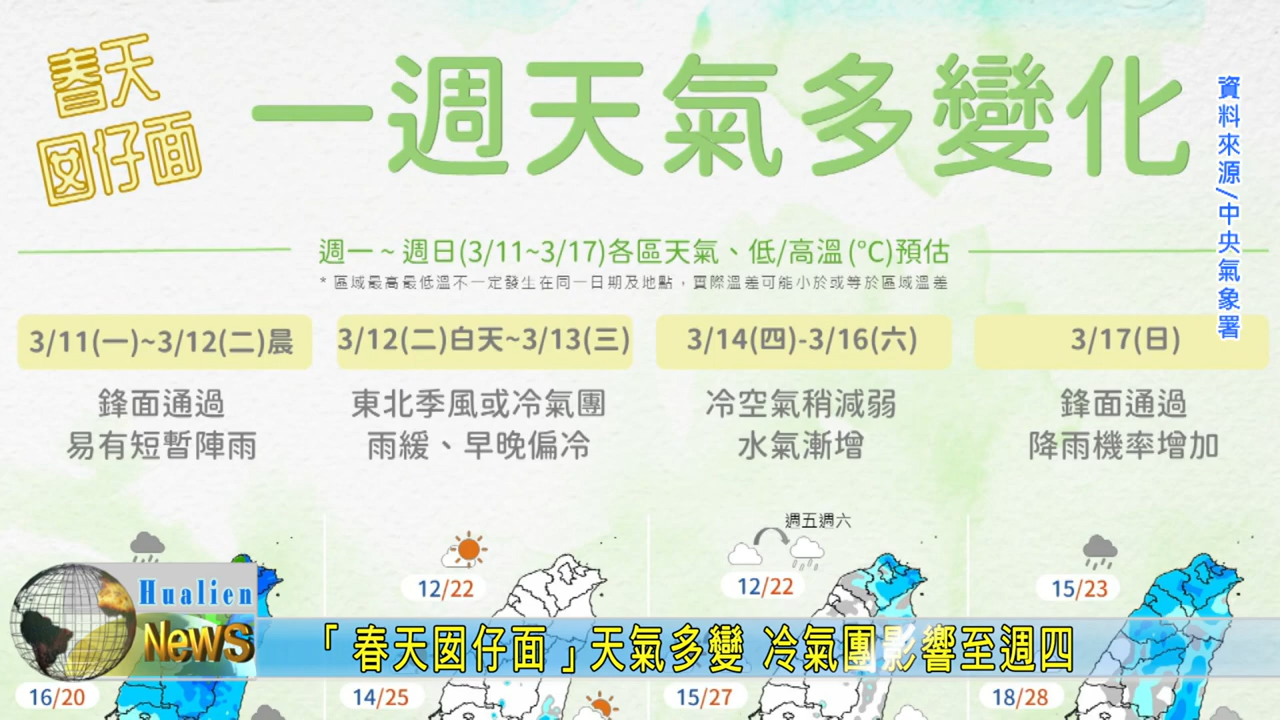 春天
囡仔面
一週天氣多變化
資料來源/中央氣象署
週一~週日(3/11~3/17)各區天氣、低/高溫(°C)預估
* 區域最高最低溫不一定發生在同一日期及地點，實際溫差可能小於或等於區域溫差
3/11(一)~3/12(二)晨
鋒面通過
易有短暫陣雨
3/12(二)白天~3/13(三)
東北季風或冷氣團
雨緩、早晚偏冷
3/14(四)-3/16(六)
冷空氣稍減弱
水氣漸增
3/17(日)
鋒面通過
降雨機率增加
週五週六
12/22
12/22
15/23
Hualien
NewS
「春天囡仔面」天氣多變 冷氣團影響至週四
16/20
14/25
15/27
18/28